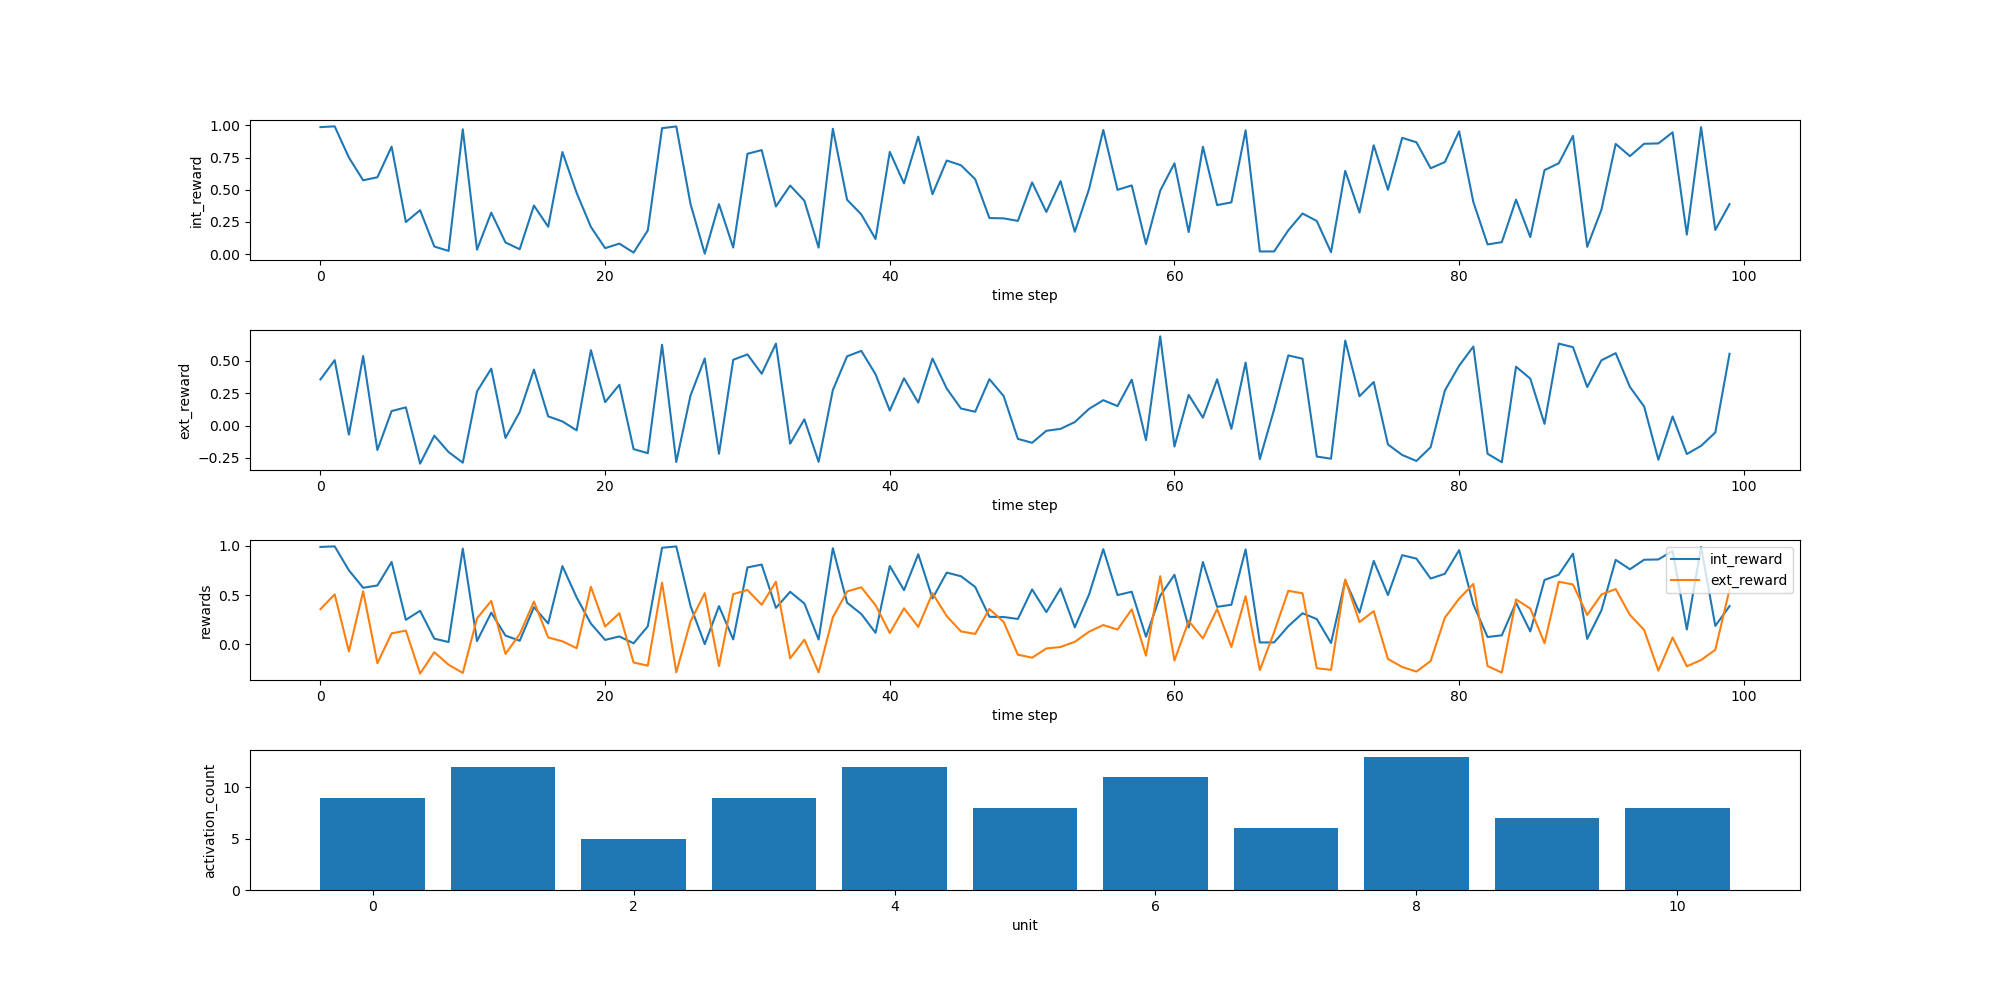 int_reward
1.00
0.75
0.50
0.25
0.00
0 20 40 60 80 100
time step
ext_reward
0.50
0.25
0.00
−0.25
0 20 40 60 80 100
time step
rewards
1.0
0.5
0.0
int_reward
ext_reward
0 20 40 60 80 100
time step
activation_count
10
5
0
0 2 4 6 8 10
unit